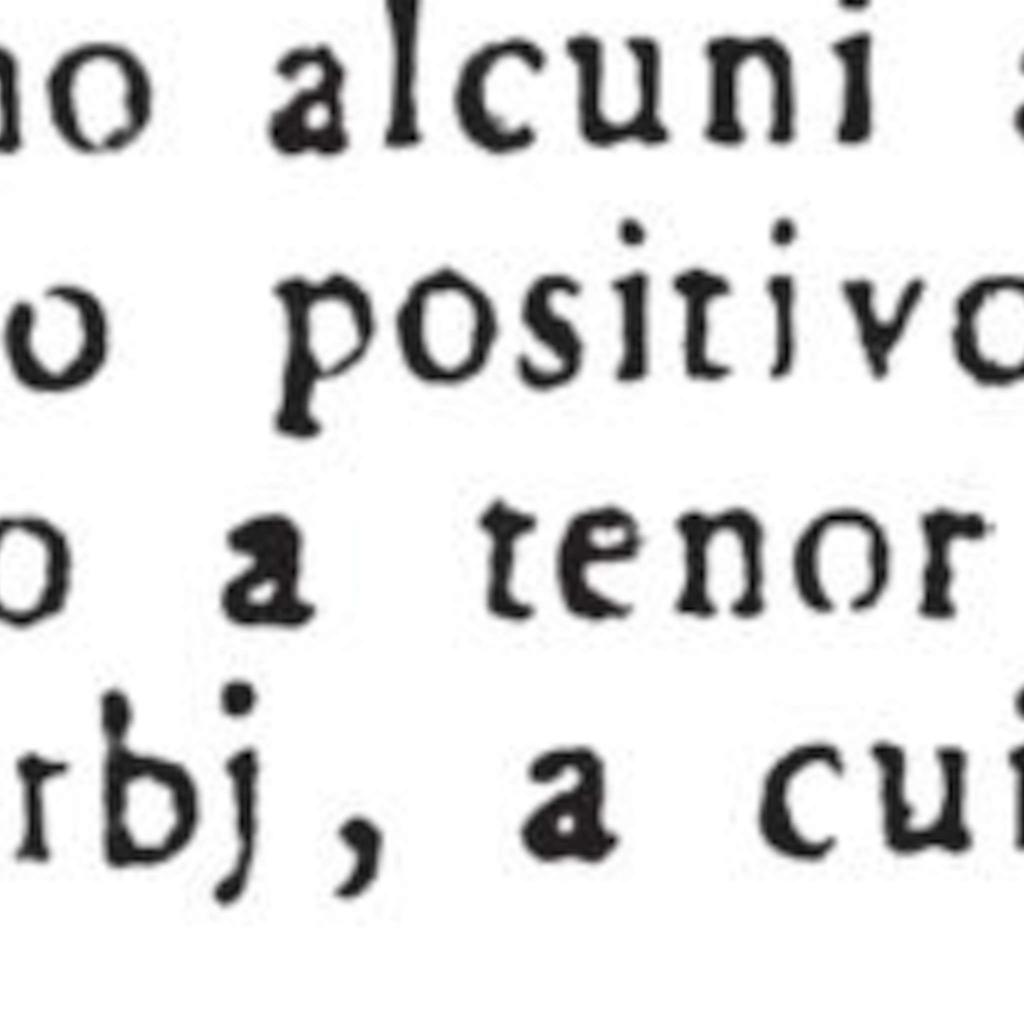 no alcuni a
o positivo
o a tenor
rbj, a cui